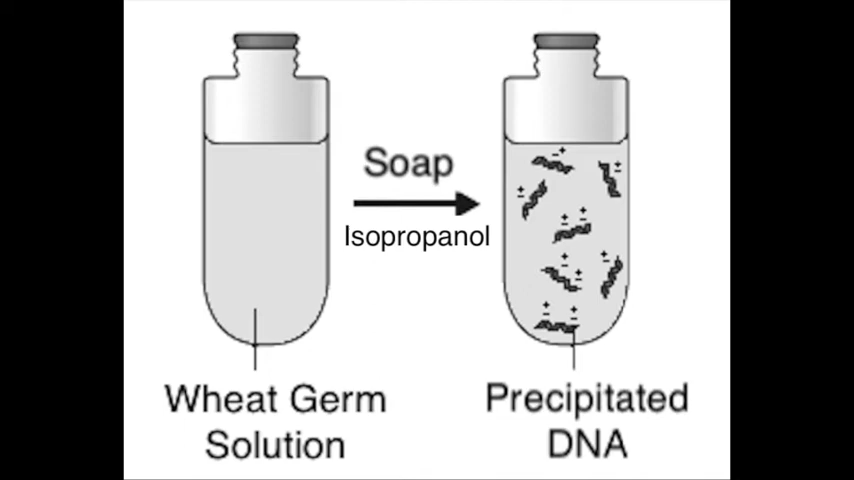 Soap
Isopropanol
Wheat Germ
Solution
Precipitated
DNA